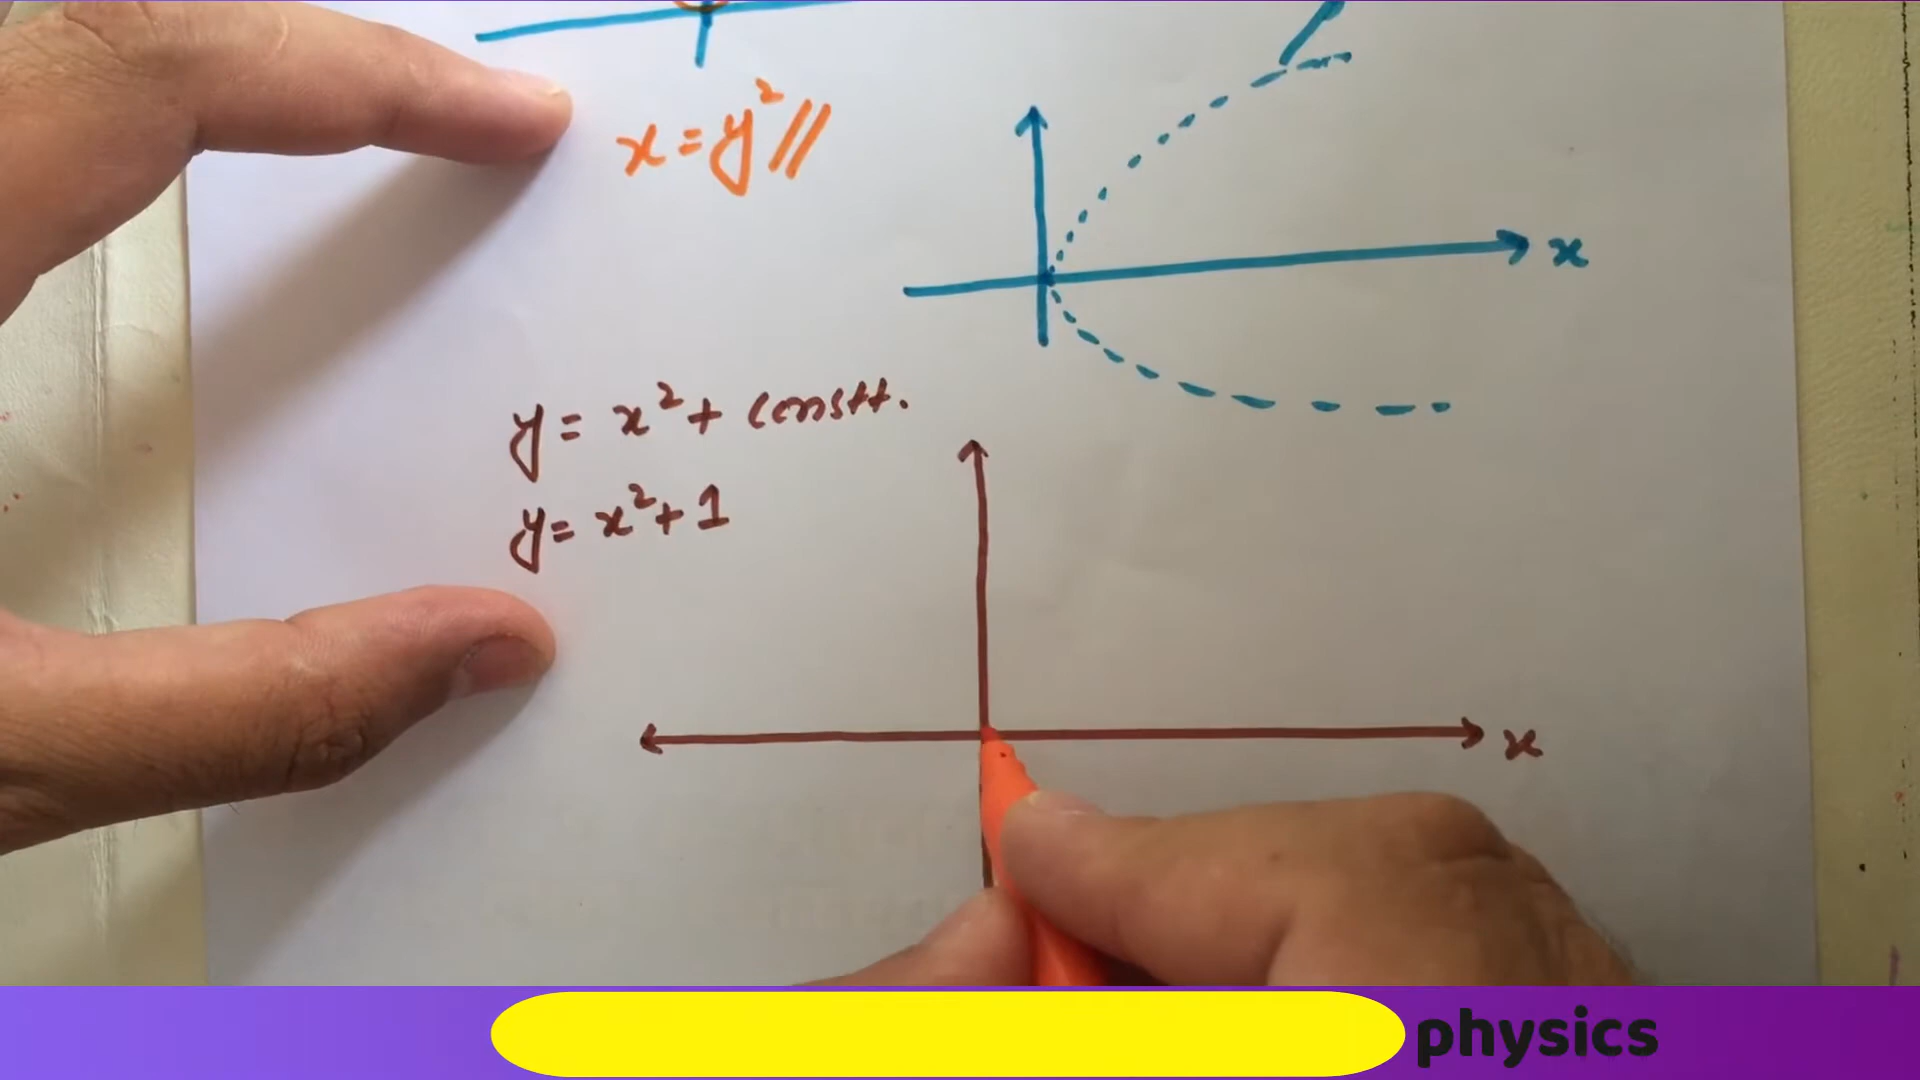 x = y² //
x
y = x² + constt.
y = x² + 1
x
physics